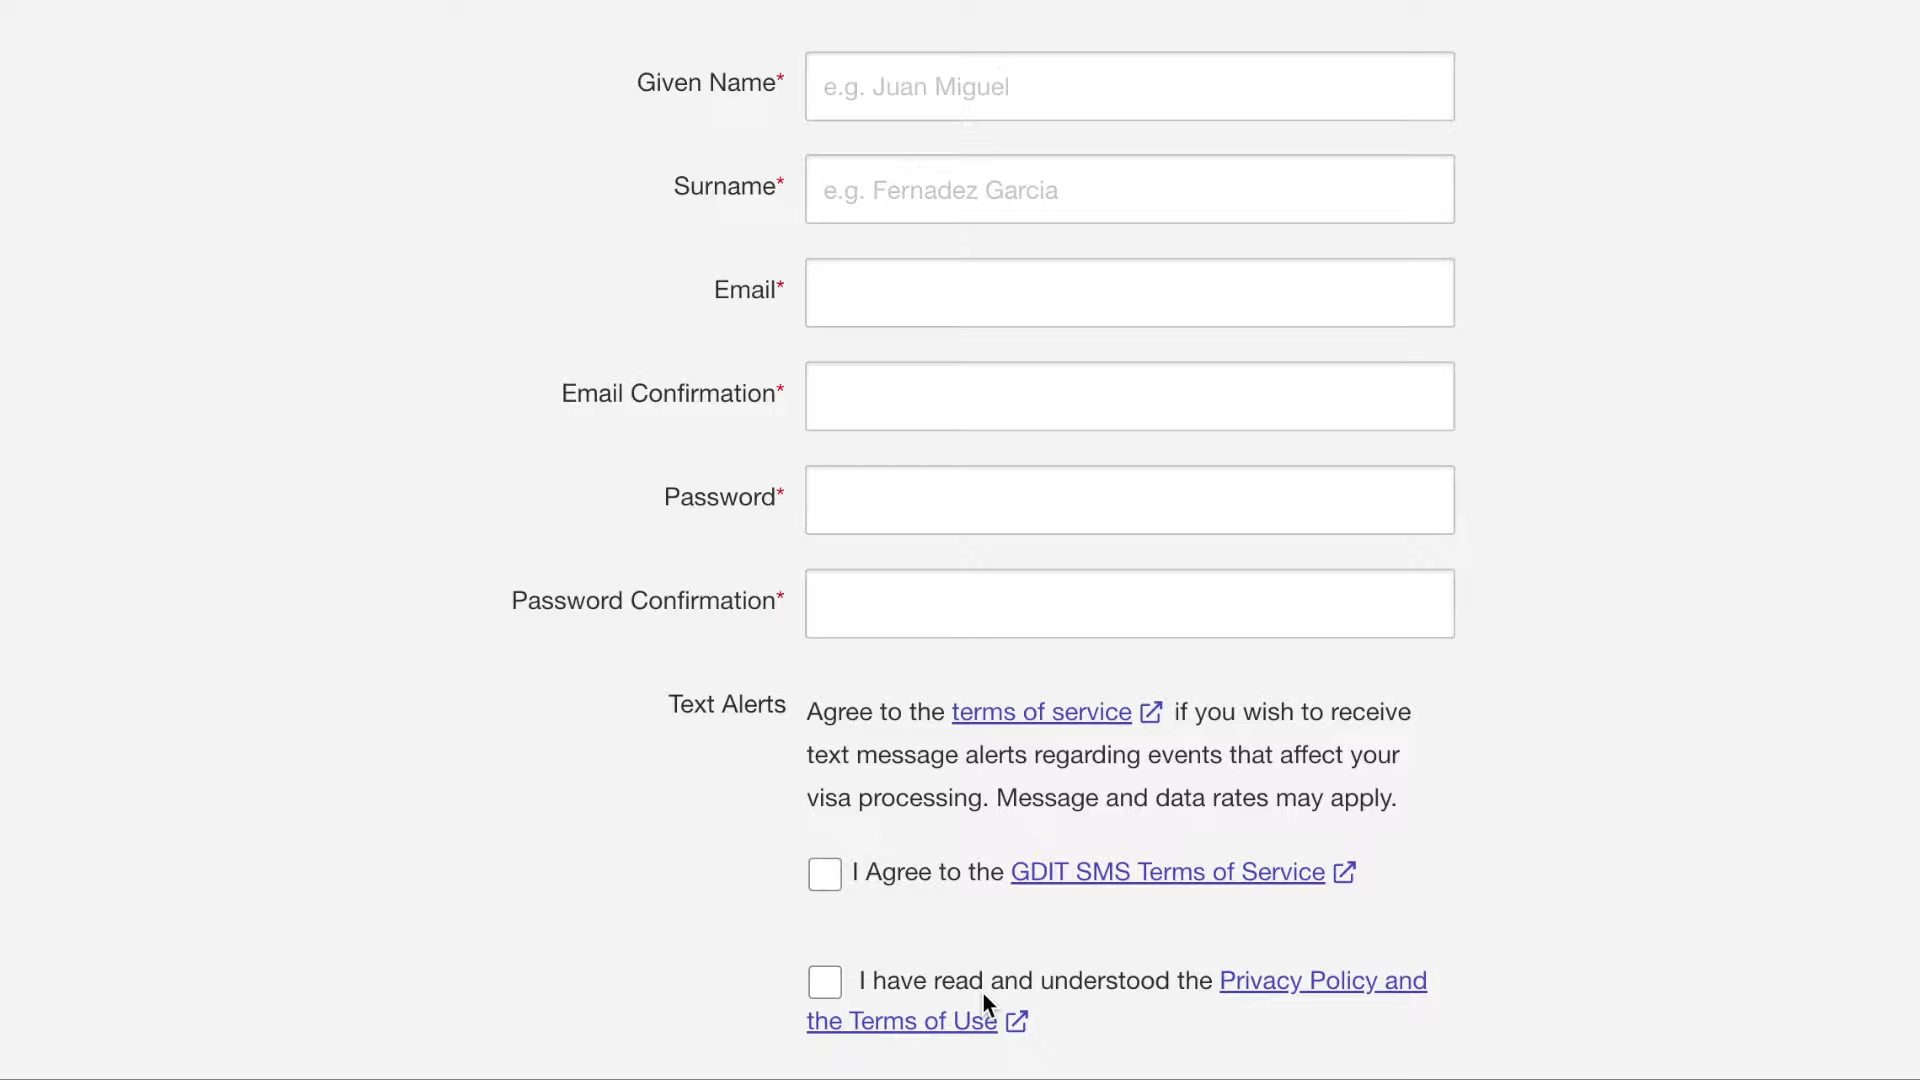 Given Name* e.g. Juan Miguel
Surname* e.g. Fernadez Garcia
Email*
Email Confirmation*
Password*
Password Confirmation*
Text Alerts Agree to the terms of service if you wish to receive
text message alerts regarding events that affect your
visa processing. Message and data rates may apply.
I Agree to the GDIT SMS Terms of Service
I have read and understood the Privacy Policy and
the Terms of Use